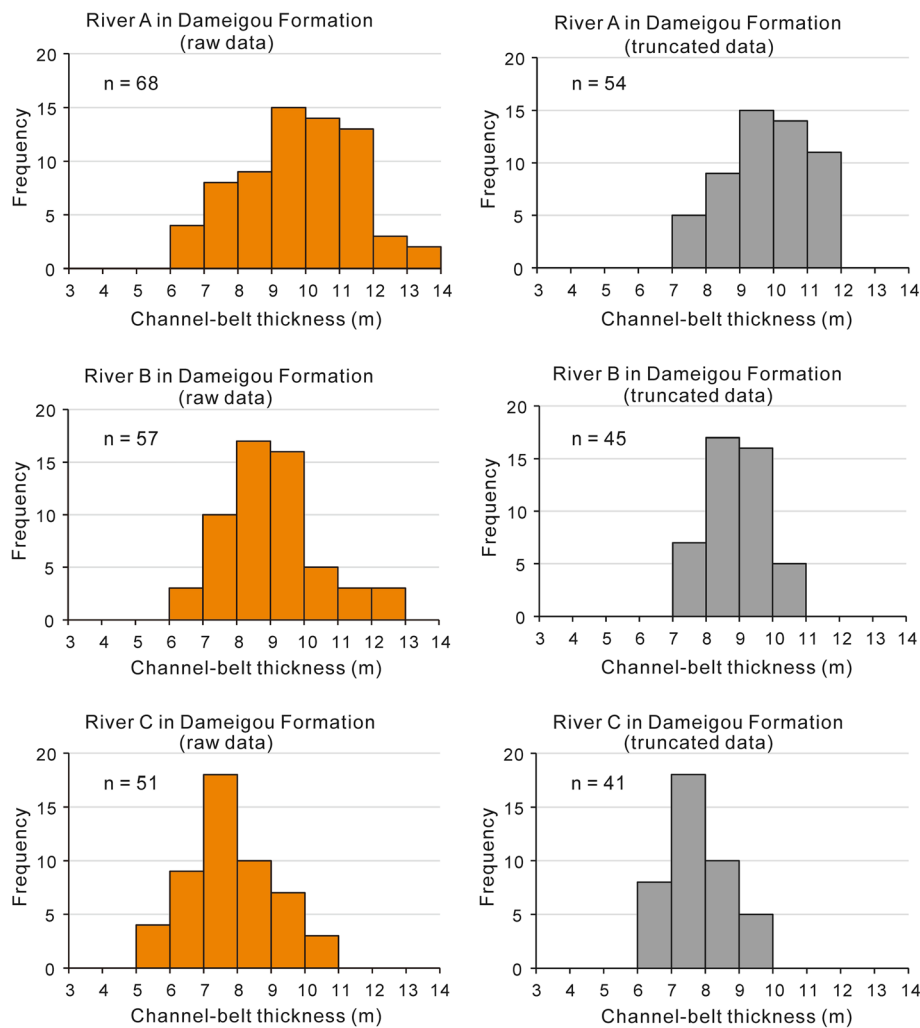 River A in Dameigou Formation
(raw data)
20
15
10
5
0
Frequency
n = 68
3 4 5 6 7 8 9 10 11 12 13 14
Channel-belt thickness (m)
River A in Dameigou Formation
(truncated data)
20
15
10
5
0
Frequency
n = 54
3 4 5 6 7 8 9 10 11 12 13 14
Channel-belt thickness (m)
River B in Dameigou Formation
(raw data)
20
15
10
5
0
Frequency
n = 57
3 4 5 6 7 8 9 10 11 12 13 14
Channel-belt thickness (m)
River B in Dameigou Formation
(truncated data)
20
15
10
5
0
Frequency
n = 45
3 4 5 6 7 8 9 10 11 12 13 14
Channel-belt thickness (m)
River C in Dameigou Formation
(raw data)
20
15
10
5
0
Frequency
n = 51
3 4 5 6 7 8 9 10 11 12 13 14
Channel-belt thickness (m)
River C in Dameigou Formation
(truncated data)
20
15
10
5
0
Frequency
n = 41
3 4 5 6 7 8 9 10 11 12 13 14
Channel-belt thickness (m)